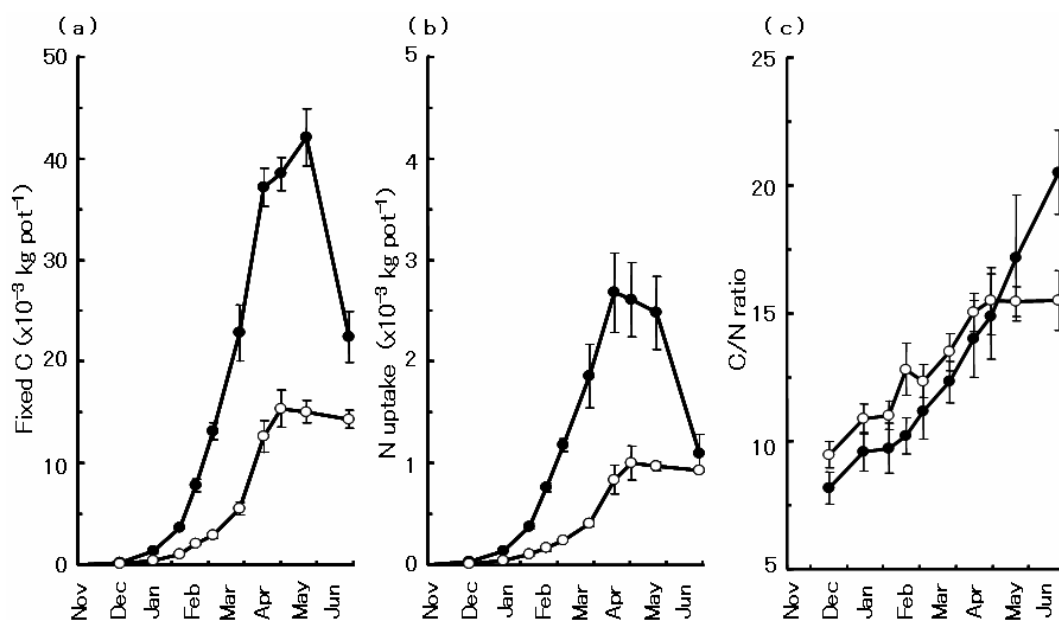 (a)
(b)
(c)
50
40
30
20
10
0
Fixed C (x10⁻³ kg pot⁻¹)
Nov
Dec
Jan
Feb
Mar
Apr
May
Jun
5
4
3
2
1
0
N uptake (x10⁻³ kg pot⁻¹)
Nov
Dec
Jan
Feb
Mar
Apr
May
Jun
25
20
15
10
5
C/N ratio
Nov
Dec
Jan
Feb
Mar
Apr
May
Jun